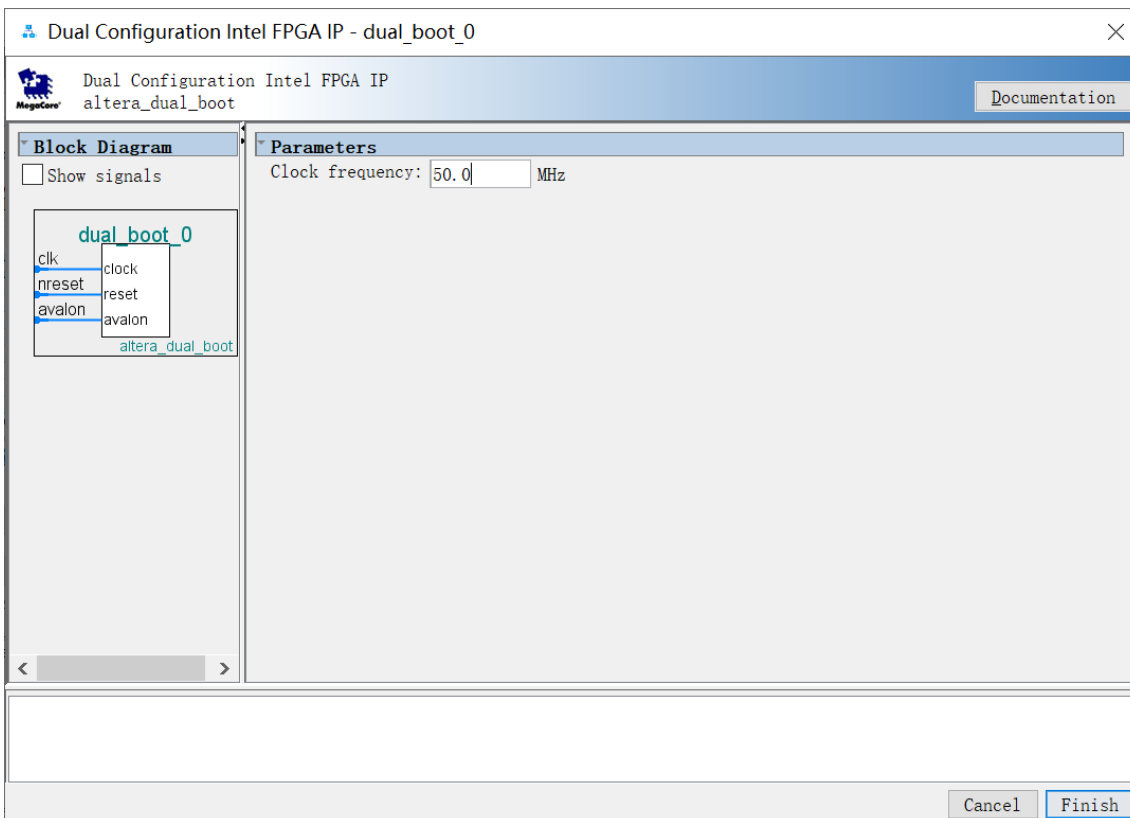 Dual Configuration Intel FPGA IP - dual_boot_0
Dual Configuration Intel FPGA IP
MegaCore'
altera_dual_boot
Documentation
Block Diagram
Show signals
dual_boot_0
clk
clock
nreset
reset
avalon
avalon
altera_dual_boot
Parameters
Clock frequency: 50.0 MHz
Cancel
Finish